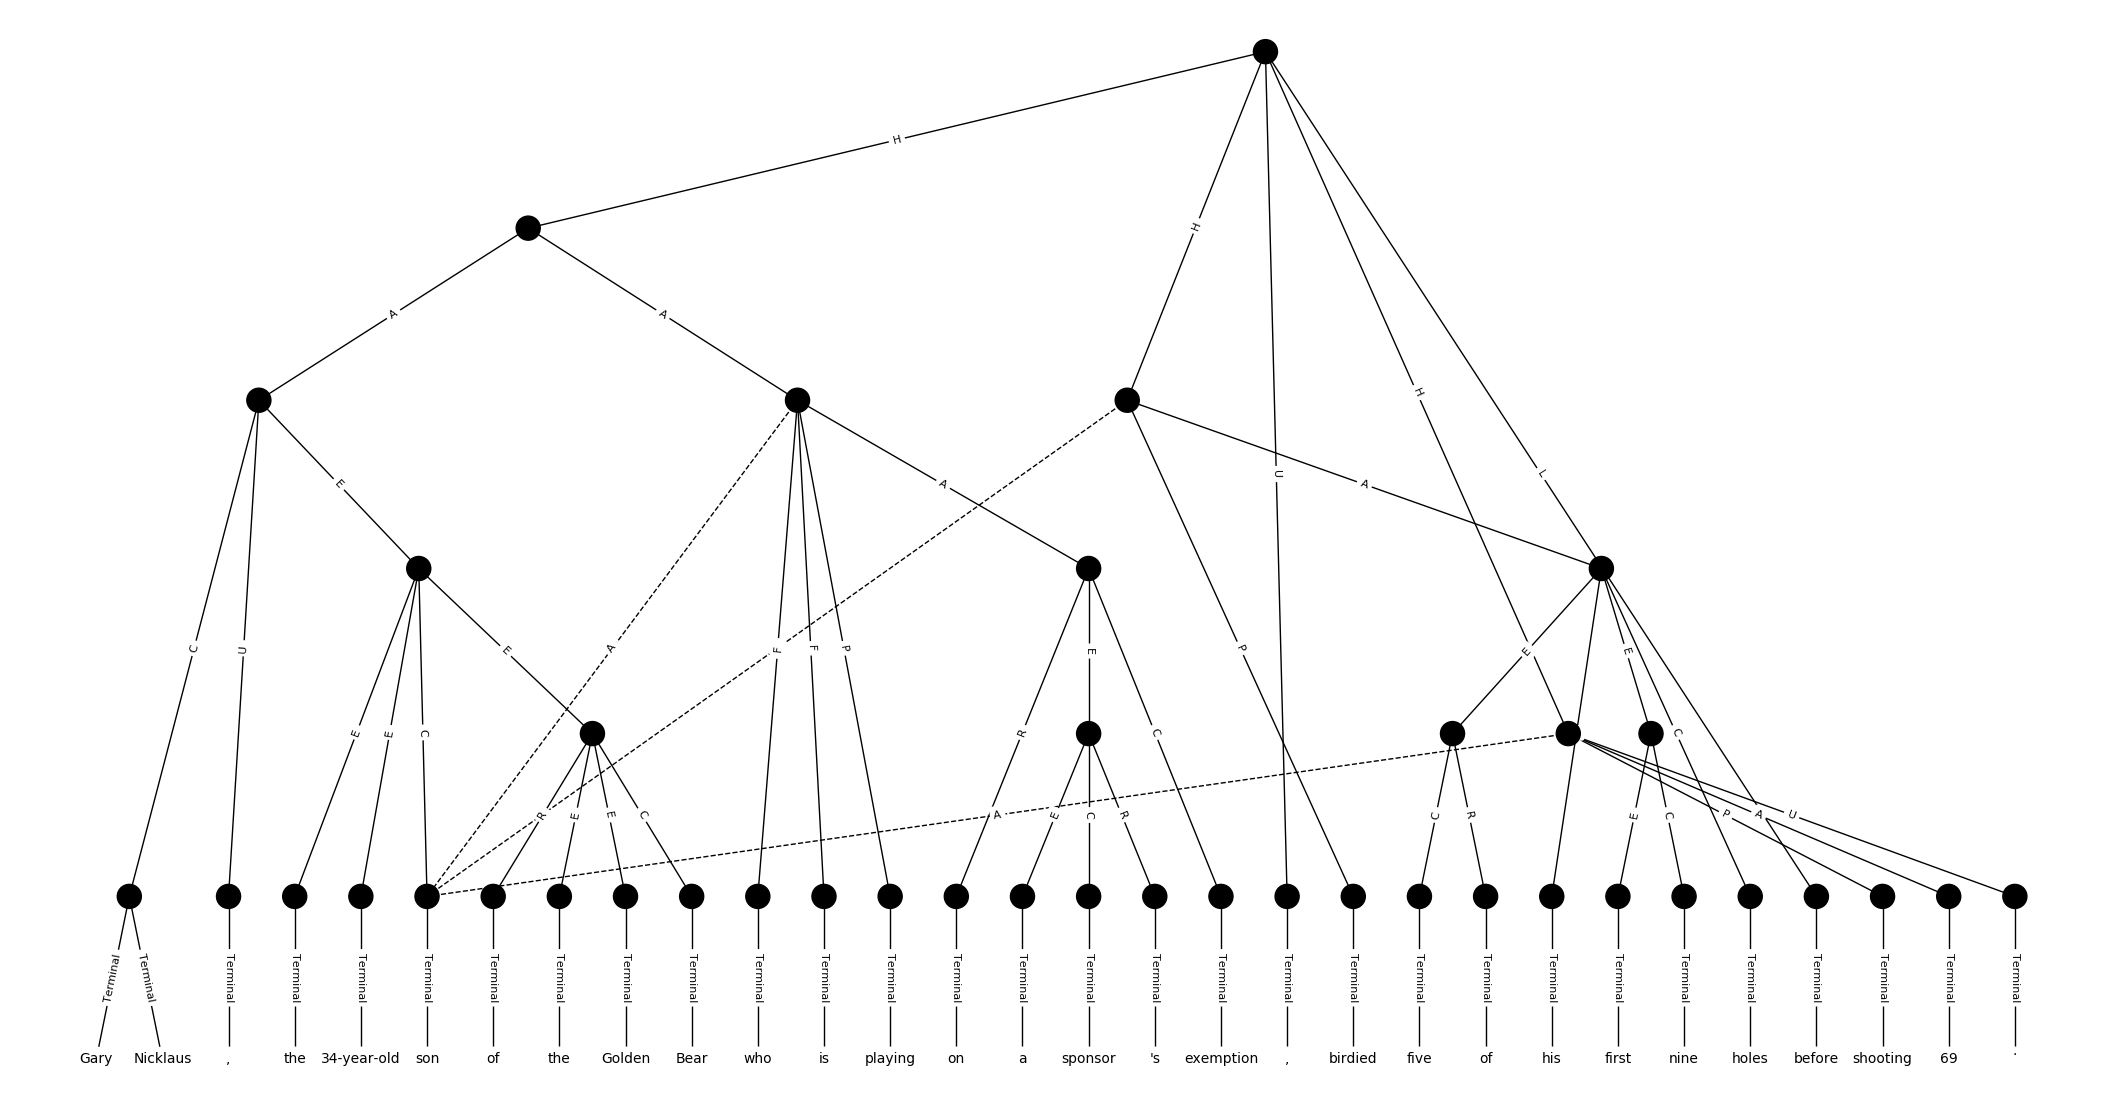 H
H
A A
U
H
L
E A A
C U A F F P E P E E
E
E E C R C C
R E E C A E C R C R E C P A U
Terminal Terminal Terminal Terminal Terminal Terminal Terminal Terminal Terminal Terminal Terminal Terminal Terminal Terminal Terminal Terminal Terminal Terminal Terminal Terminal Terminal Terminal Terminal Terminal Terminal Terminal Terminal Terminal Terminal Terminal
Gary Nicklaus , the 34-year-old son of the Golden Bear who is playing on a sponsor 's exemption , birdied five of his first nine holes before shooting 69 .